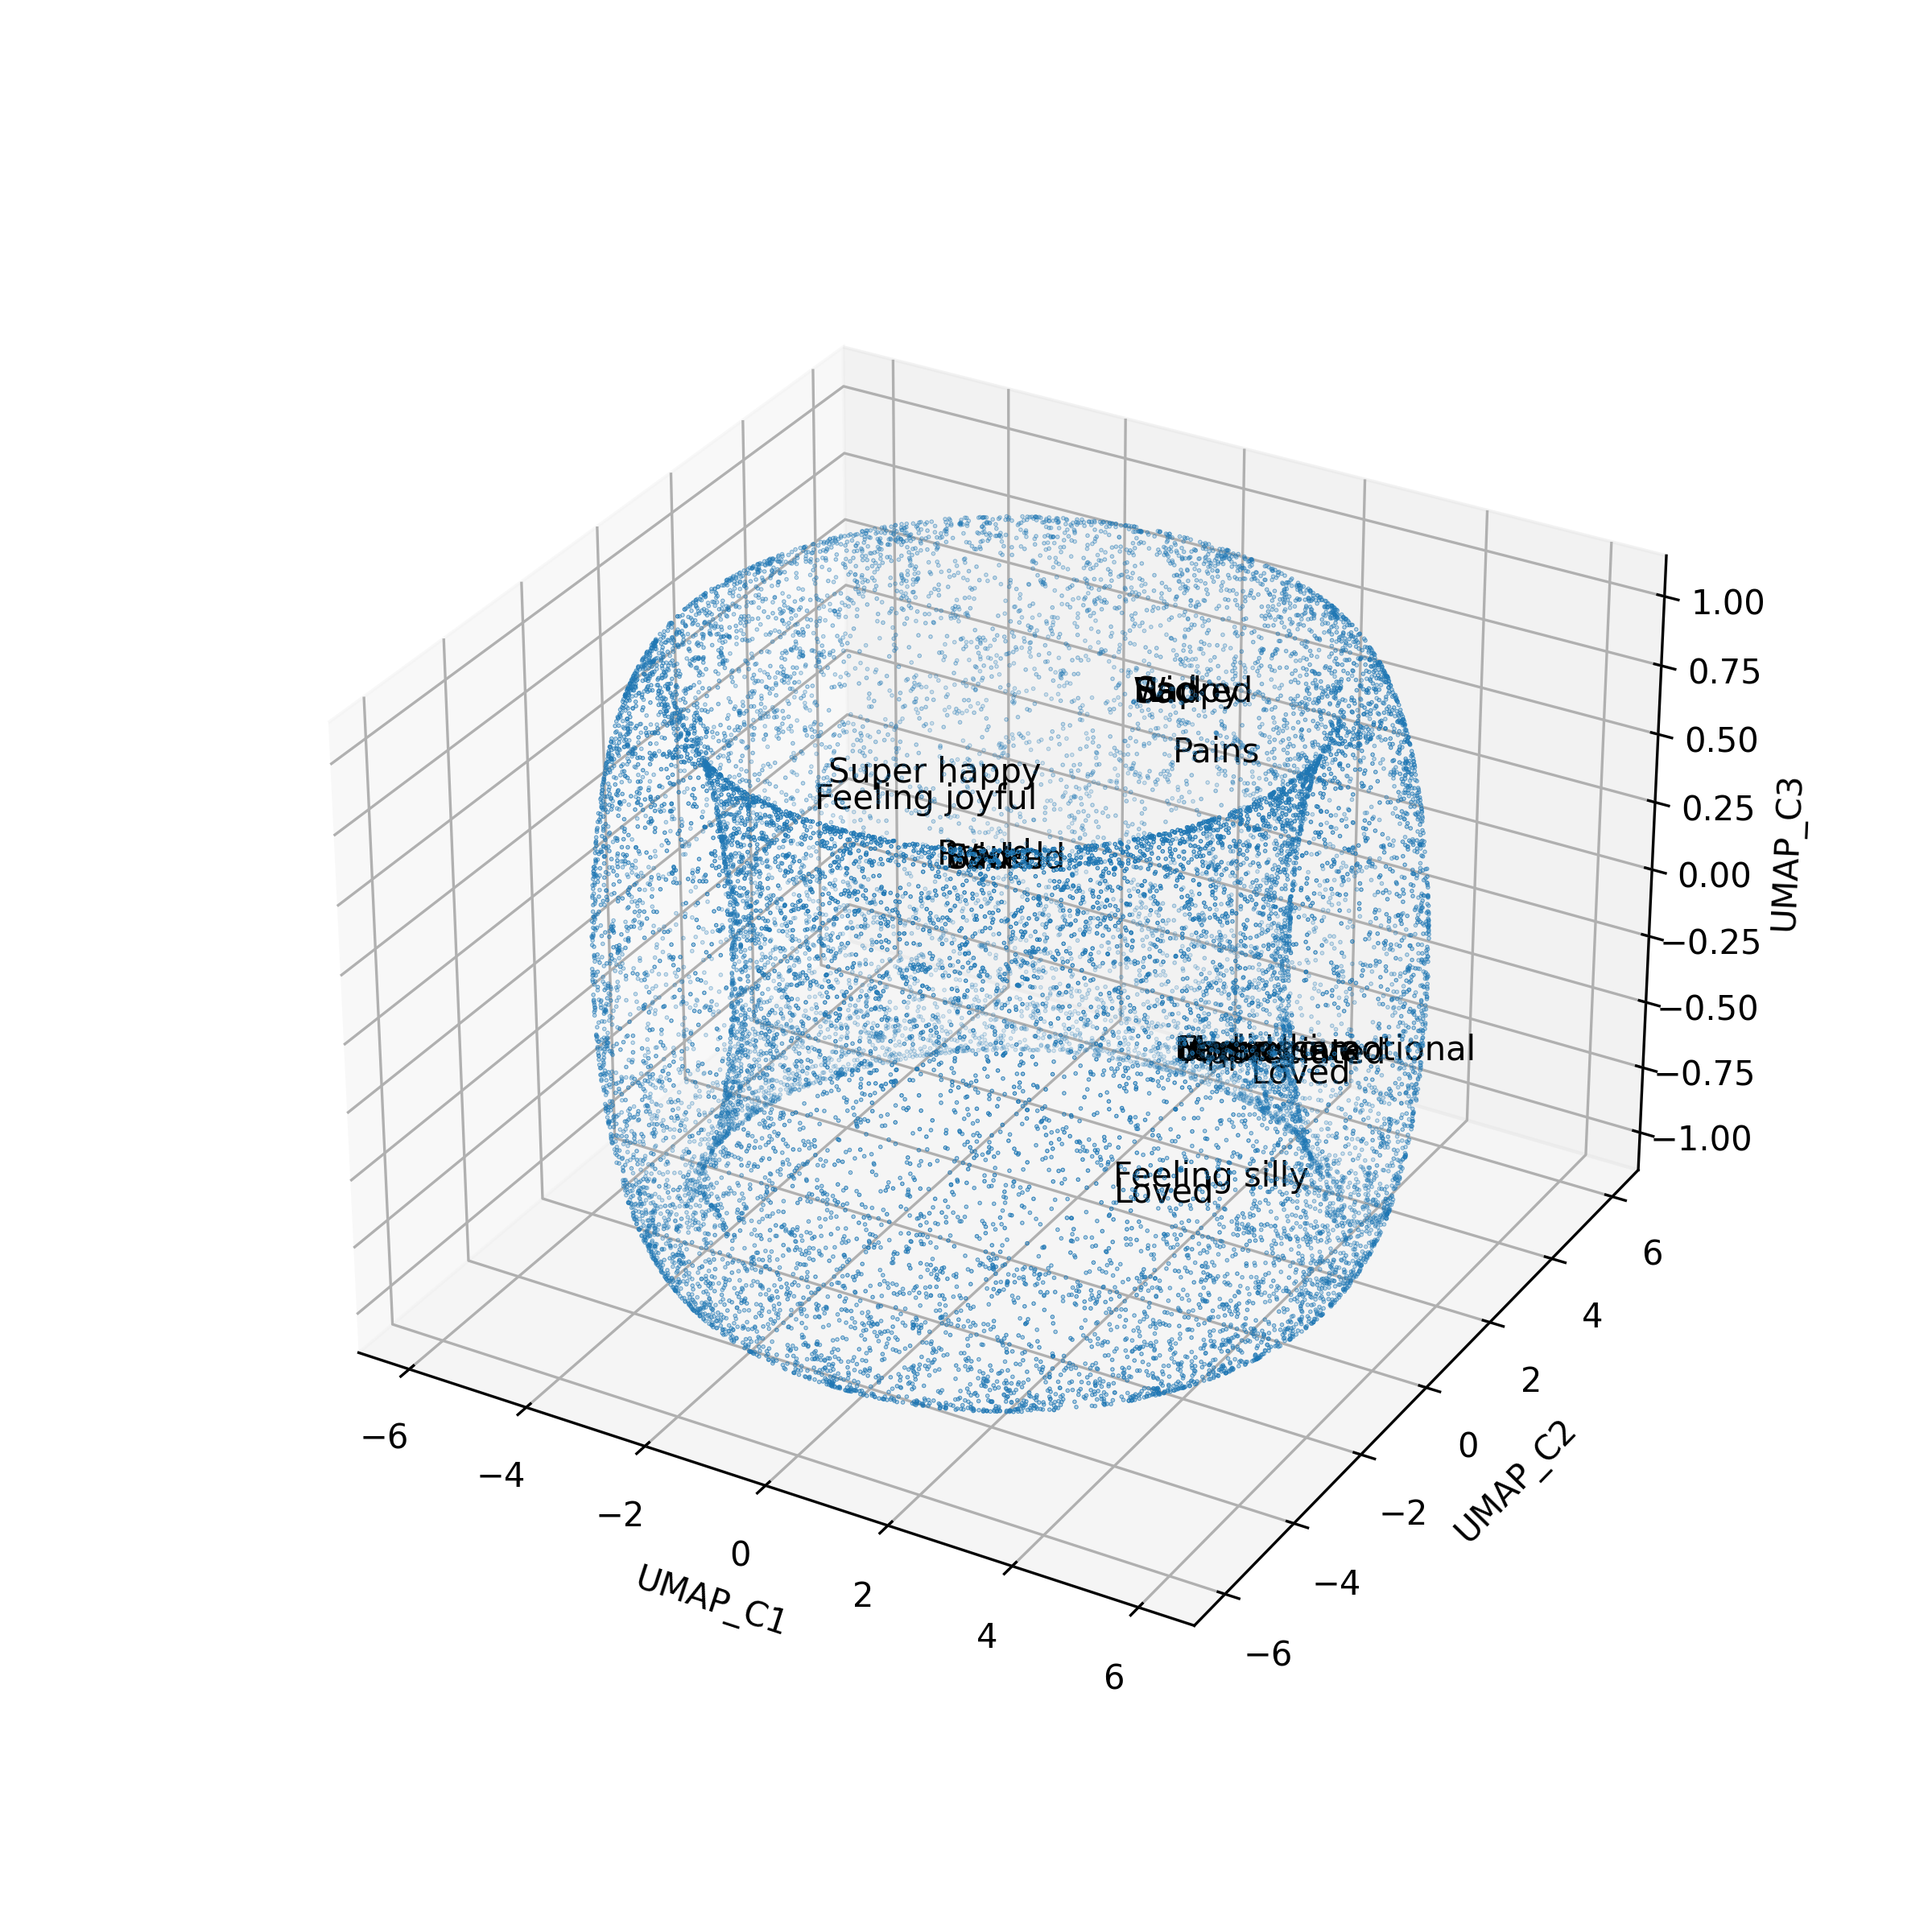 1.00
0.75
0.50
0.25
0.00
−0.25
−0.50
−0.75
−1.00
UMAP_C3
Pains
Super happy
Feeling joyful
Loved
Feeling silly
Loved
6
4
2
0
−2
−4
−6
UMAP_C2
−6
−4
−2
0
2
4
6
UMAP_C1